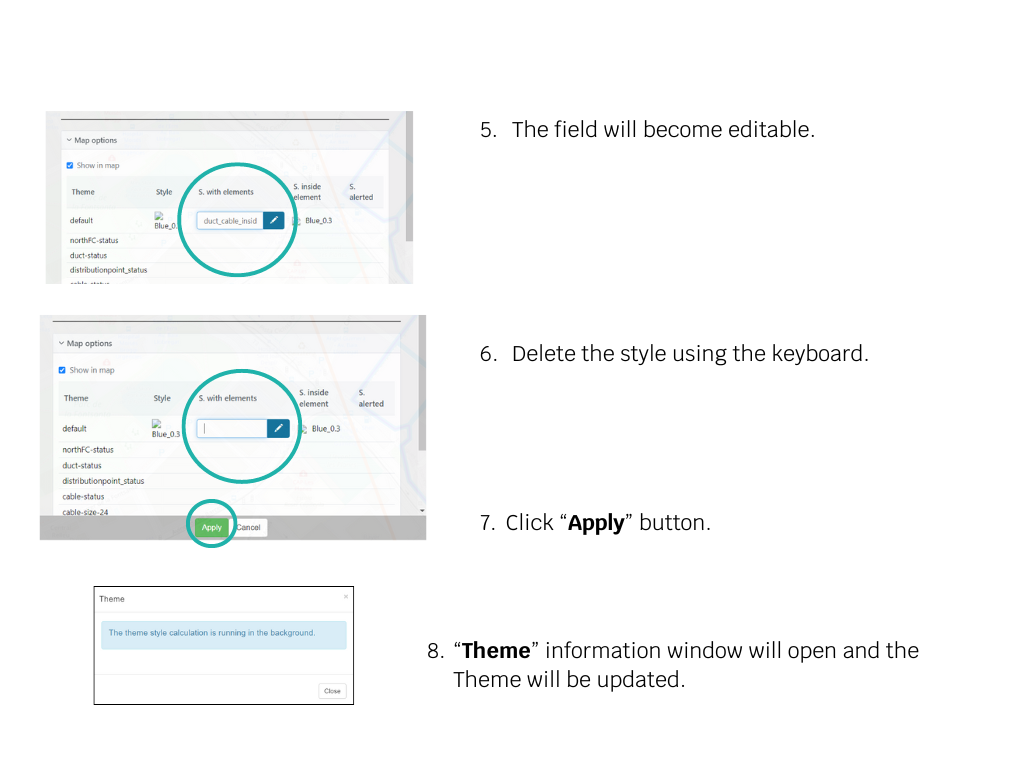 Map options
Show in map
Theme Style S. with elements S. inside element S. alerted
default Blue_0. duct_cable_insid Blue_0.3
northFC-status
duct-status
distributionpoint_status
5. The field will become editable.
Map options
Show in map
Theme Style S. with elements S. inside element S. alerted
default Blue_0.3 Blue_0.3
northFC-status
duct-status
distributionpoint_status
cable-status
cable-size-24
Apply Cancel
6. Delete the style using the keyboard.
7. Click “Apply” button.
Theme ×
The theme style calculation is running in the background.
Close
8. “Theme” information window will open and the
Theme will be updated.